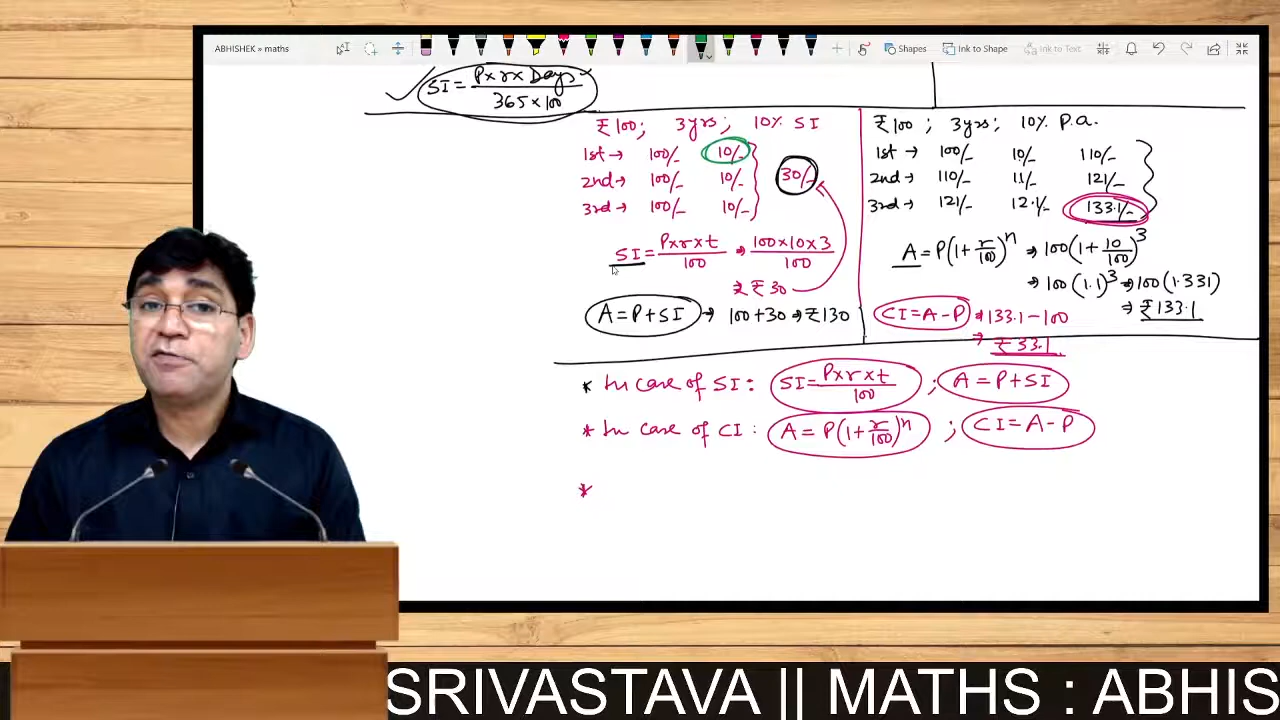 ABHISHEK » maths
Shapes
Ink to Shape
Ink to Text
SI = P×r×Days / 365×100
₹100; 3yrs; 10% SI
1st → 100/- 10/-
2nd → 100/- 10/-
3rd → 100/- 10/-
30/-
SI = P×r×t / 100 → 100×10×3 / 100
→ ₹30
A = P+SI → 100+30 → ₹130
₹100 ; 3yrs; 10% P.a.
1st → 100/- 10/- 110/-
2nd → 110/- 11/- 121/-
3rd → 121/- 12.1/- 133.1/-
A = P(1+r/100)ⁿ → 100(1+10/100)³
→ 100(1.1)³ → 100(1.331)
→ ₹133.1
CI = A-P → 133.1-100
→ ₹33.1
* In case of SI: SI = P×r×t / 100 ; A = P+SI
* In case of CI: A = P(1+r/100)ⁿ ; CI = A-P
*
SRIVASTAVA || MATHS : ABHIS